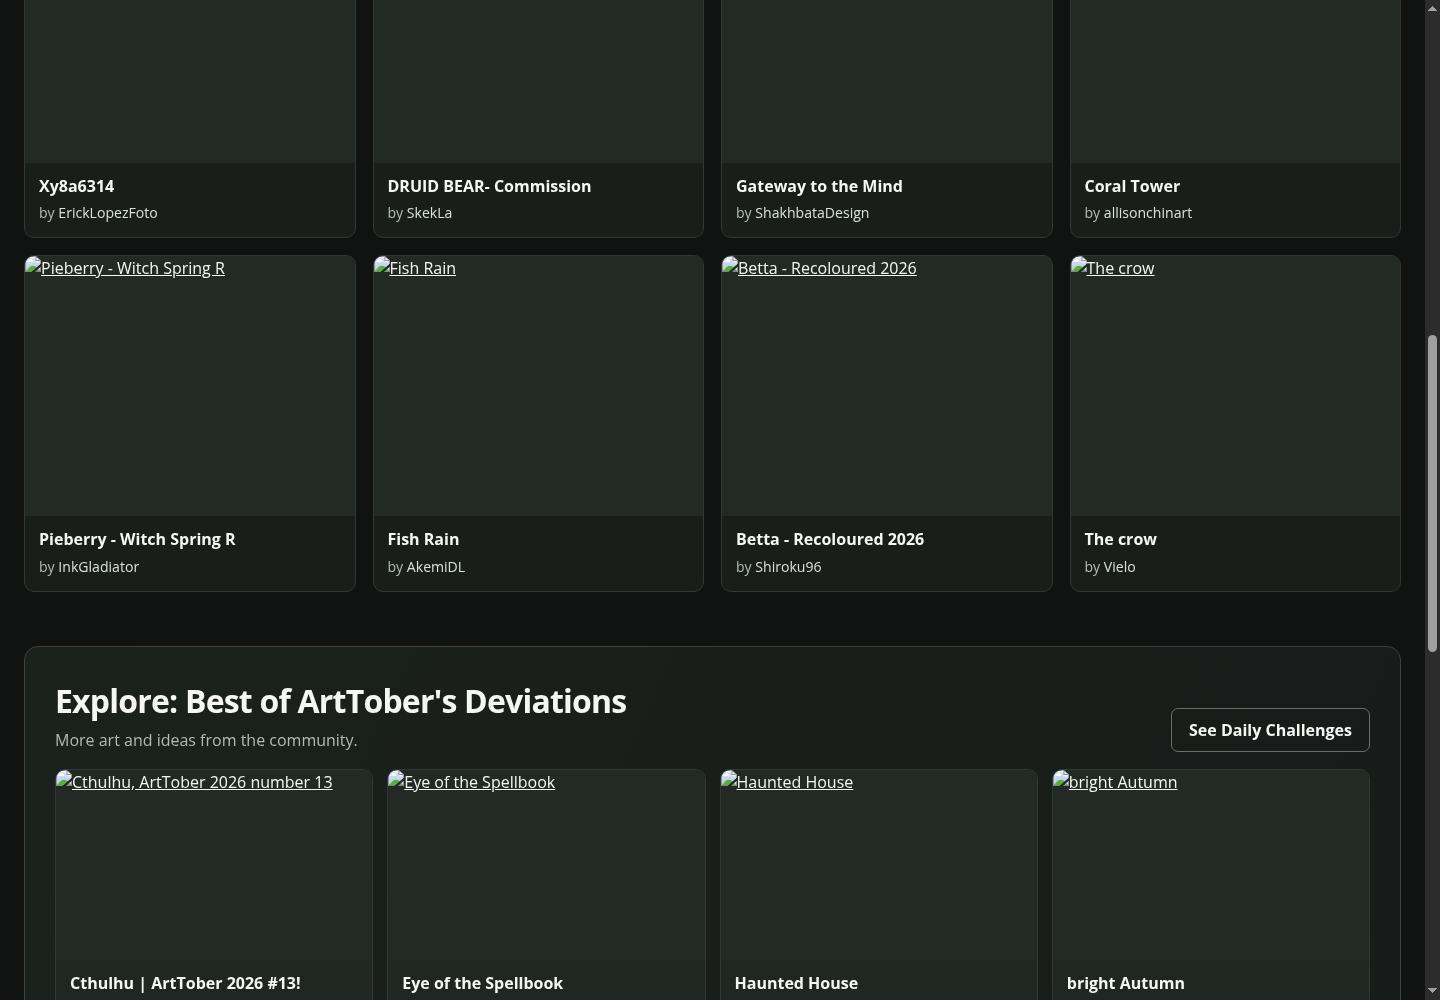 Xy8a6314
by ErickLopezFoto
DRUID BEAR- Commission
by SkekLa
Gateway to the Mind
by ShakhbataDesign
Coral Tower
by allisonchinart
Pieberry - Witch Spring R
Pieberry - Witch Spring R
by InkGladiator
Fish Rain
Fish Rain
by AkemiDL
Betta - Recoloured 2026
Betta - Recoloured 2026
by Shiroku96
The crow
The crow
by Vielo
Explore: Best of ArtTober's Deviations
More art and ideas from the community.
See Daily Challenges
Cthulhu, ArtTober 2026 number 13
Cthulhu | ArtTober 2026 #13!
Eye of the Spellbook
Eye of the Spellbook
Haunted House
Haunted House
bright Autumn
bright Autumn